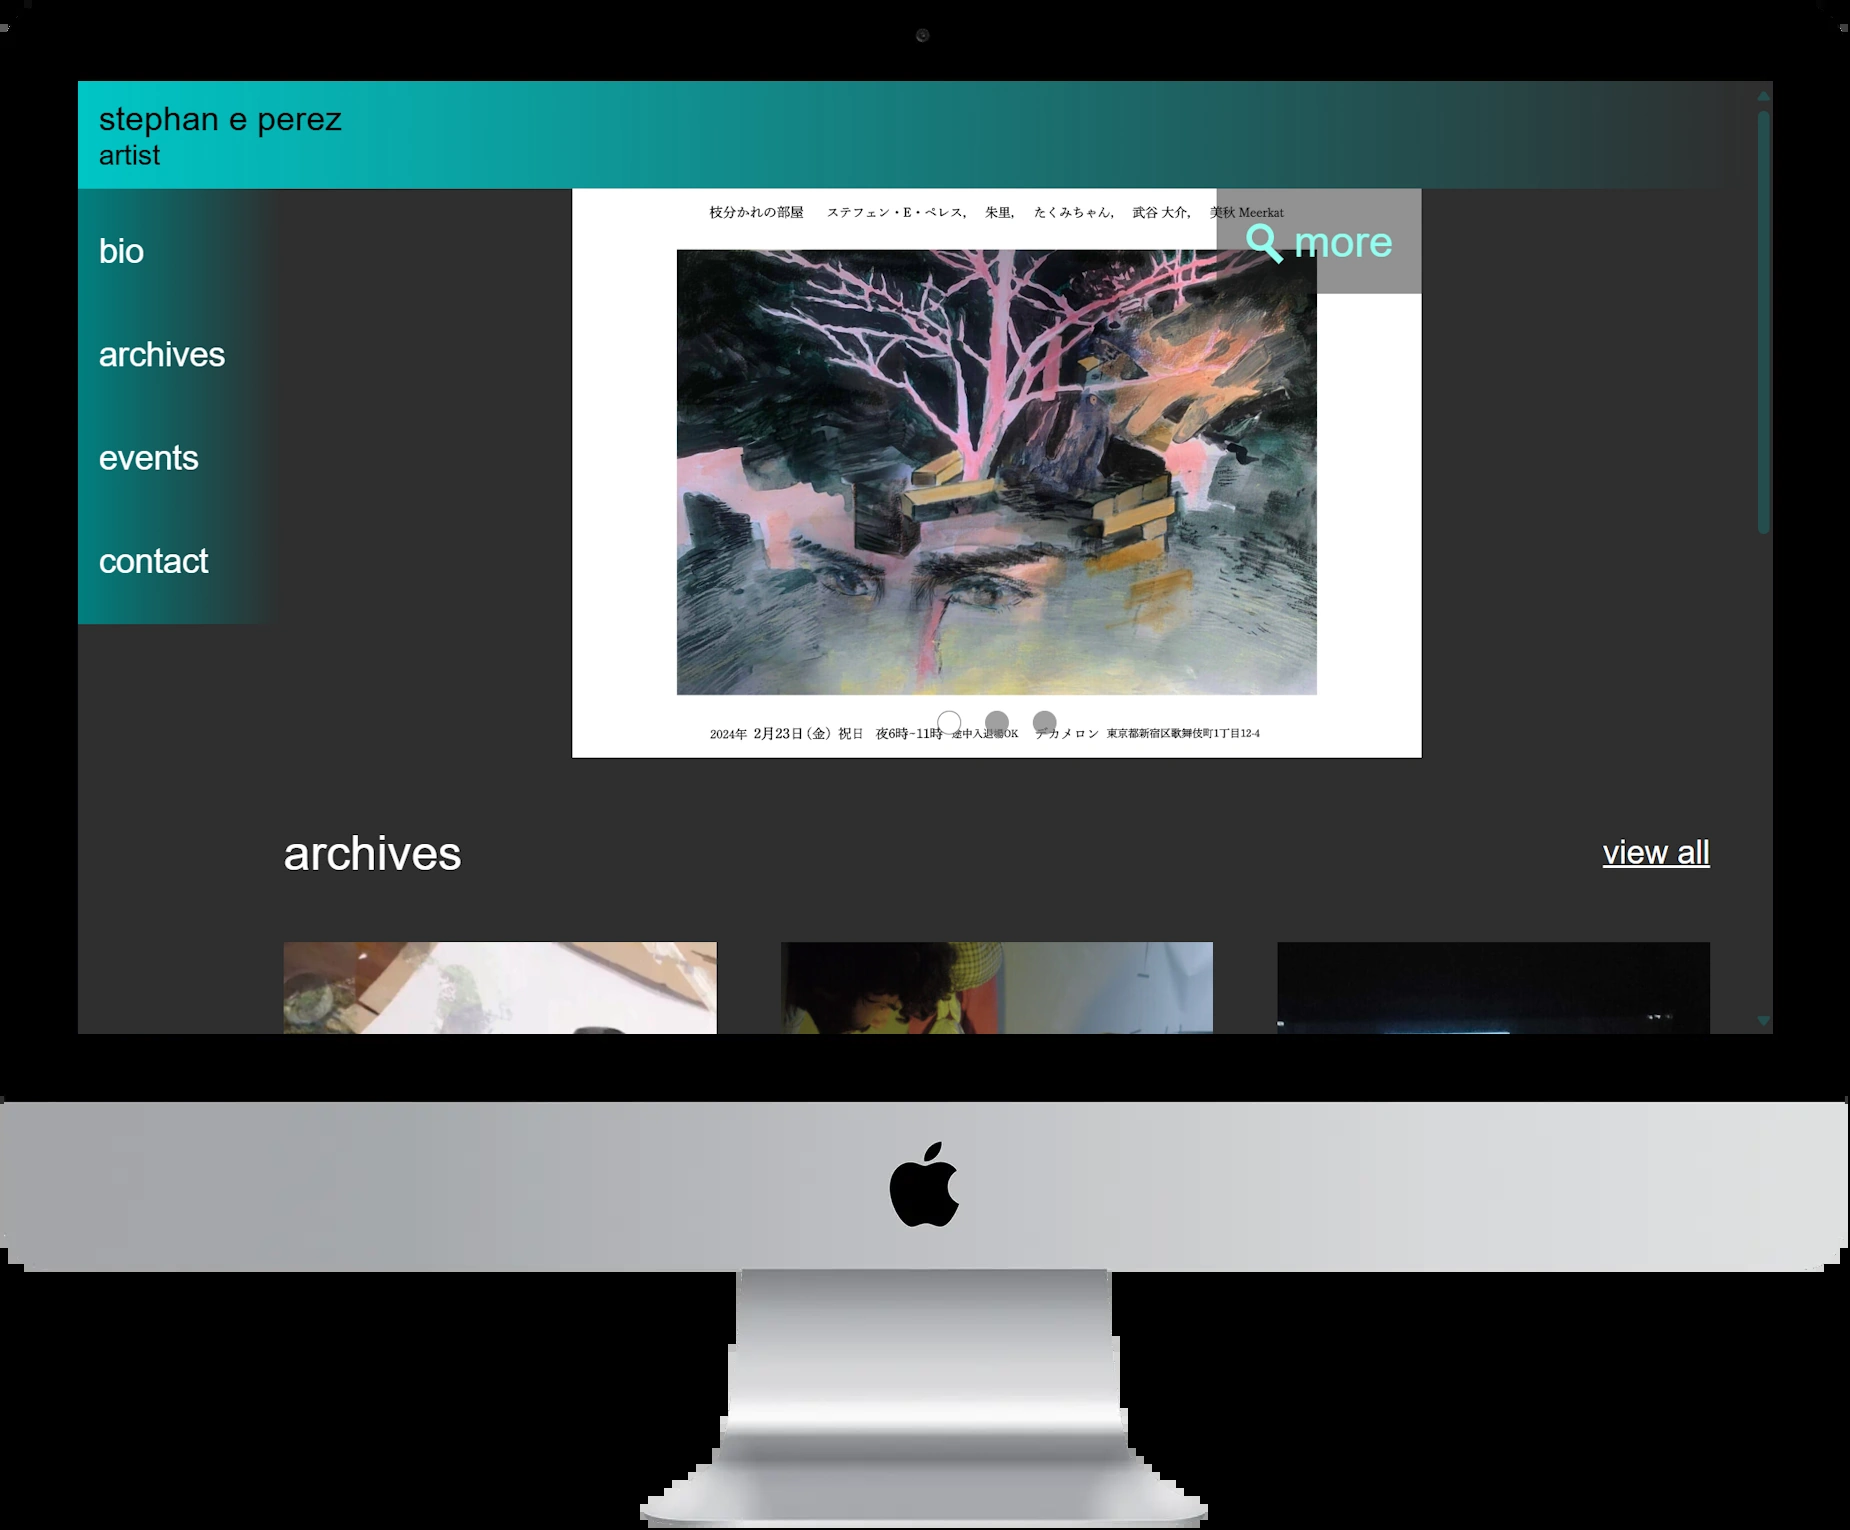 stephan e perez
artist
bio
archives
events
contact
枝分かれの部屋 ステフェン・E・ペレス, 朱里, たくみちゃん, 武谷 大介, 美秋 Meerkat
more
2024年 2月23日(金) 祝日 夜6時~11時 途中入退場OK デカメロン 東京都新宿区歌舞伎町1丁目12-4
archives
view all